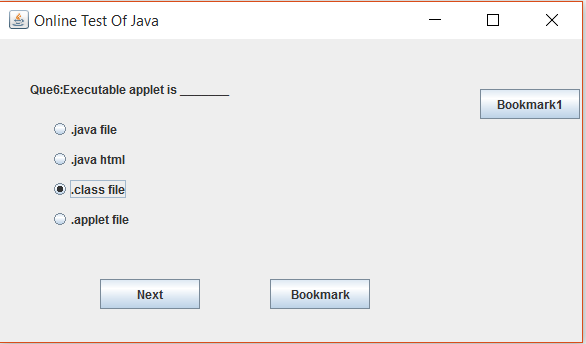 Online Test Of Java
Que6:Executable applet is _______
Bookmark1
.java file
.java html
.class file
.applet file
Next
Bookmark